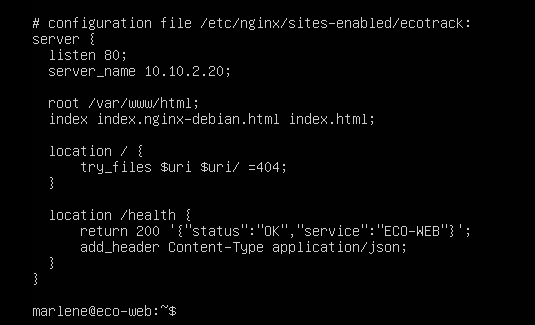 # configuration file /etc/nginx/sites-enabled/ecotrack:
server {
  listen 80;
  server_name 10.10.2.20;

  root /var/www/html;
  index index.nginx-debian.html index.html;

  location / {
      try_files $uri $uri/ =404;
  }

  location /health {
      return 200 '{"status":"OK","service":"ECO-WEB"}';
      add_header Content-Type application/json;
  }
}

marlene@eco-web:~$